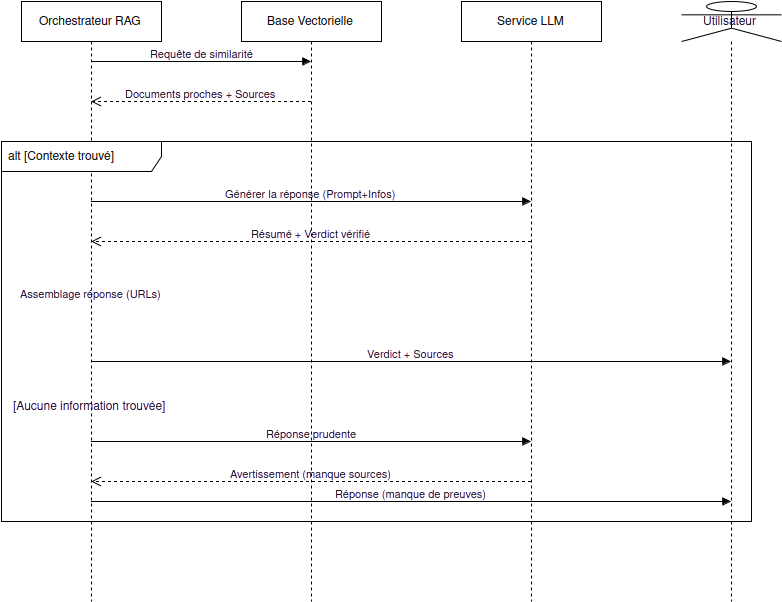 Orchestrateur RAG
Base Vectorielle
Service LLM
Utilisateur
Requête de similarité
Documents proches + Sources
alt [Contexte trouvé]
Générer la réponse (Prompt+Infos)
Résumé + Verdict vérifié
Assemblage réponse (URLs)
Verdict + Sources
[Aucune information trouvée]
Réponse prudente
Avertissement (manque sources)
Réponse (manque de preuves)